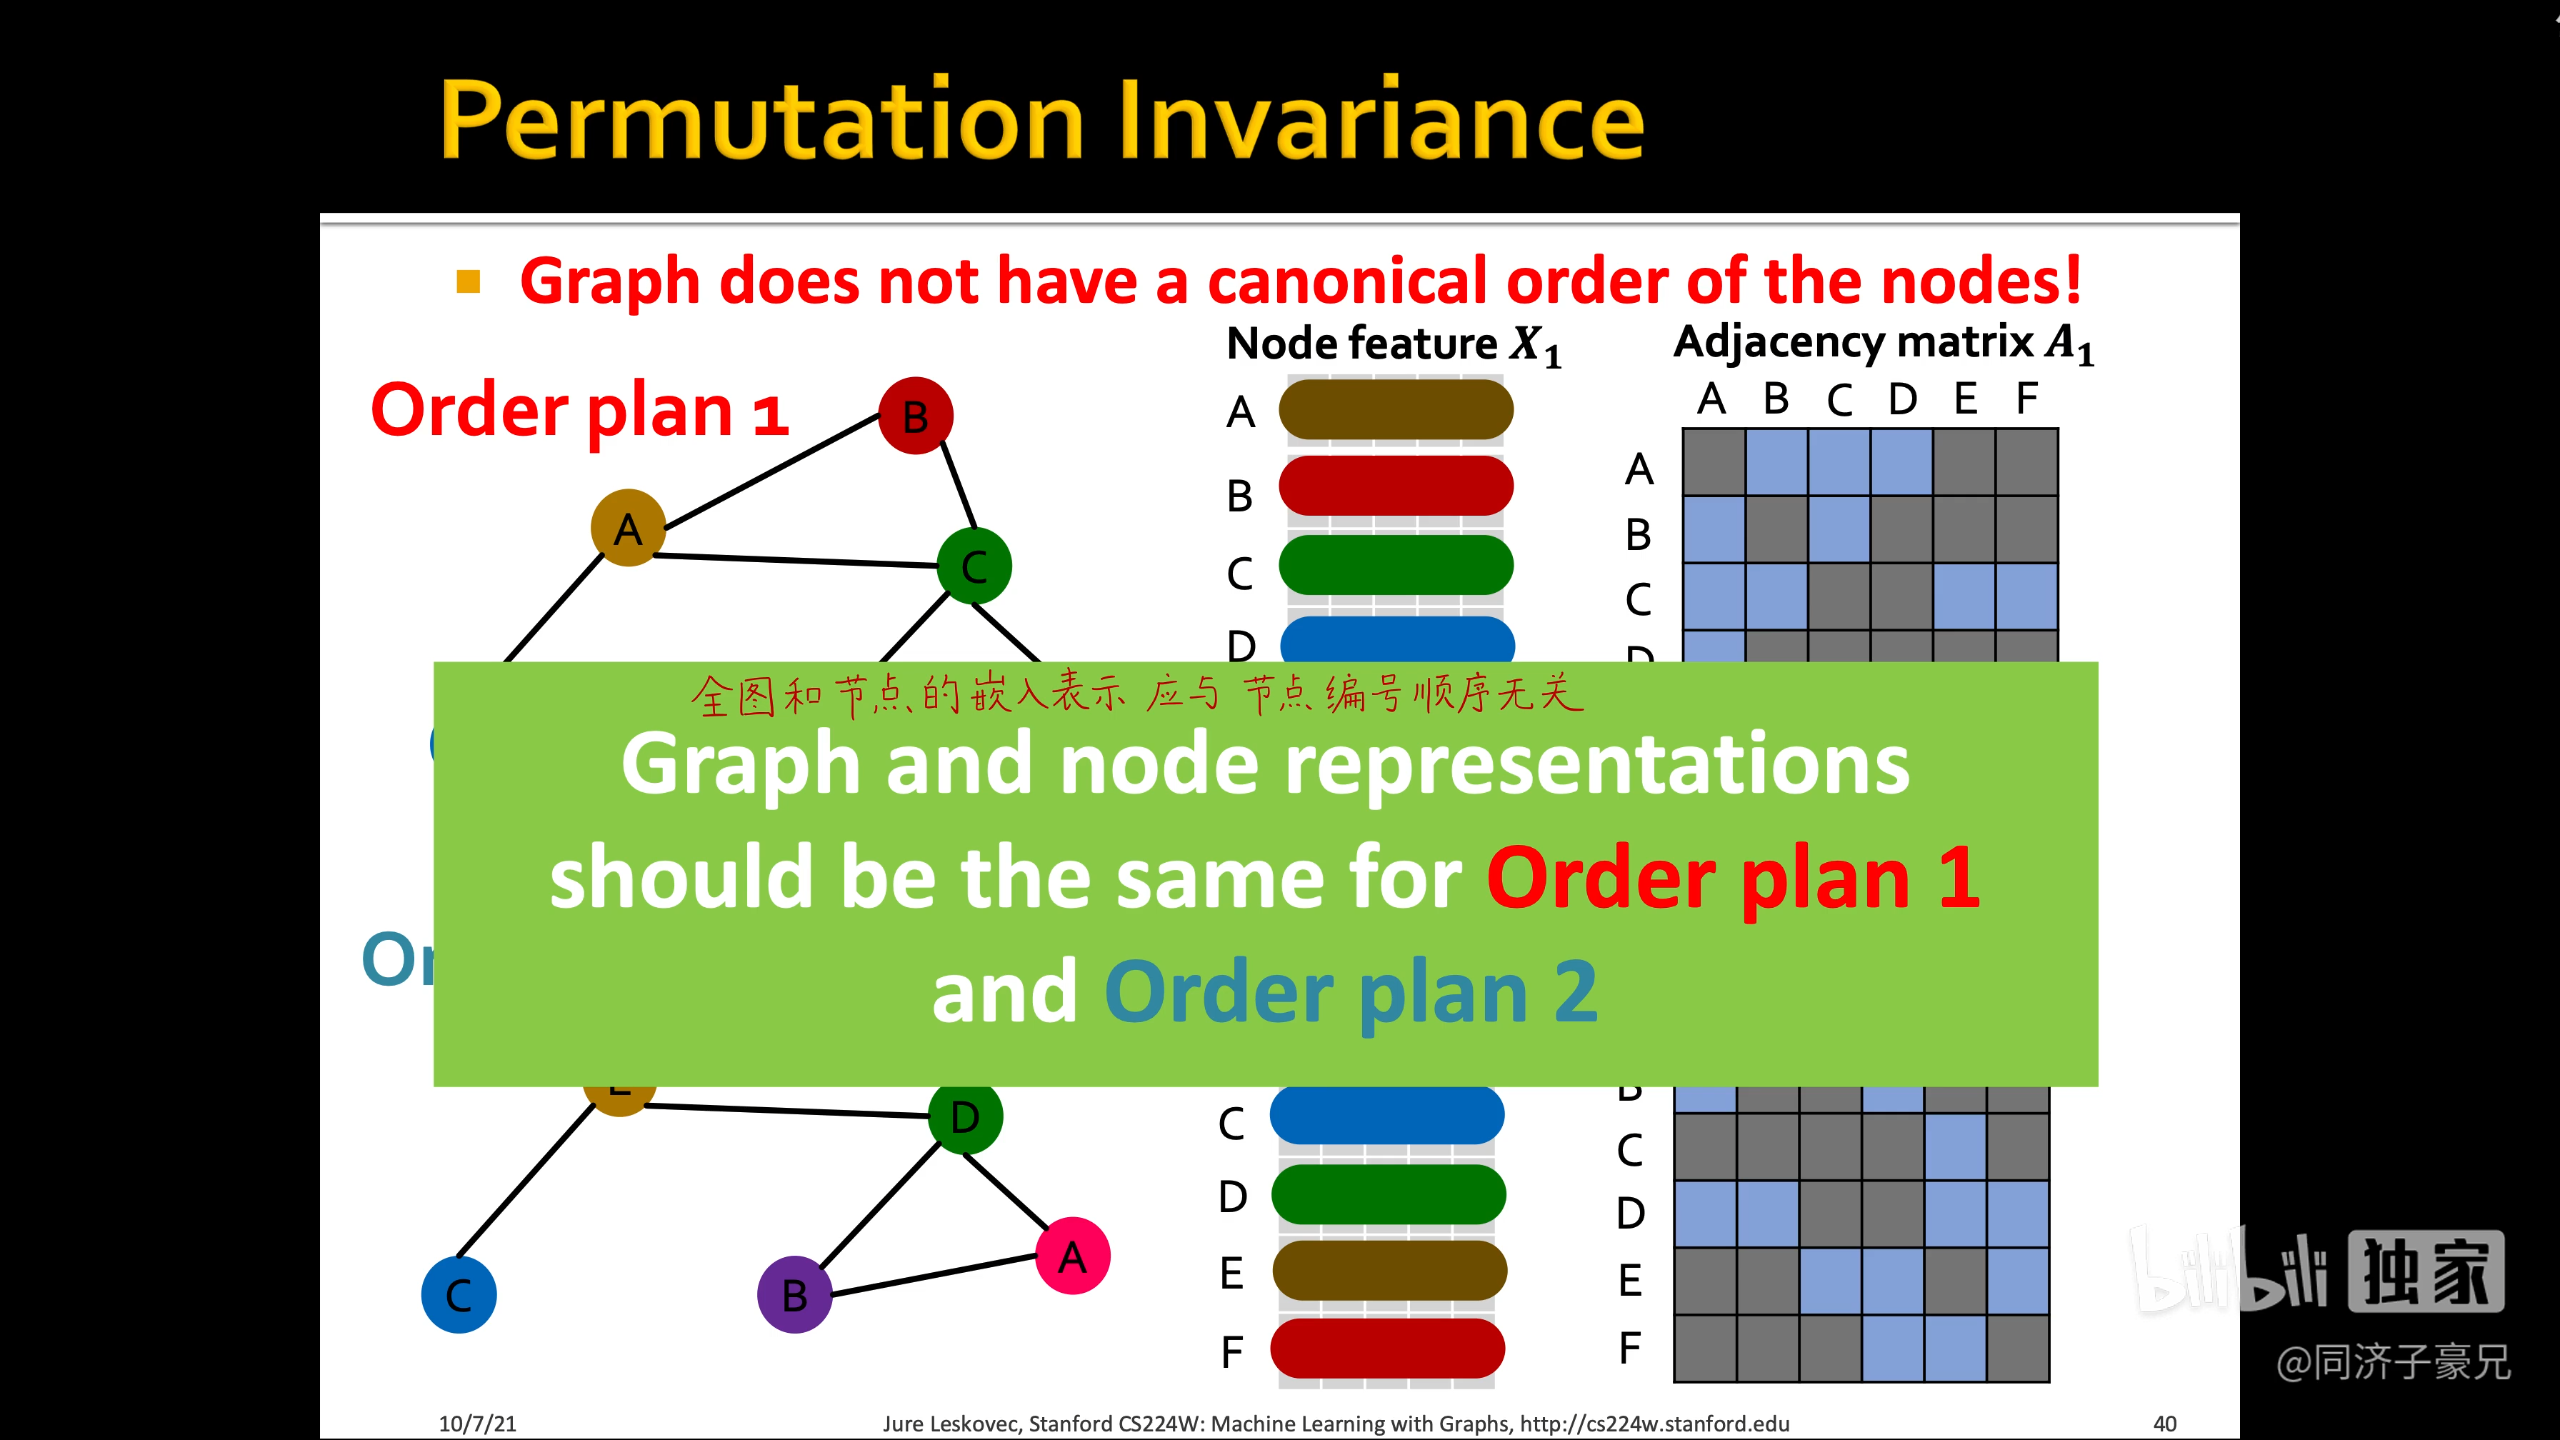 Permutation Invariance
Graph does not have a canonical order of the nodes!
Node feature X₁
Adjacency matrix A₁
Order plan 1
A B C D E F
B
A
C
A
B
C
D
A
B
C
D
全图和节点的嵌入表示 应与 节点编号顺序无关
Graph and node representations
should be the same for Order plan 1
and Order plan 2
Or
E
D
C
B
A
C
D
E
F
B
C
D
E
F
bilibili 独家
@同济子豪兄
10/7/21
Jure Leskovec, Stanford CS224W: Machine Learning with Graphs, http://cs224w.stanford.edu
40